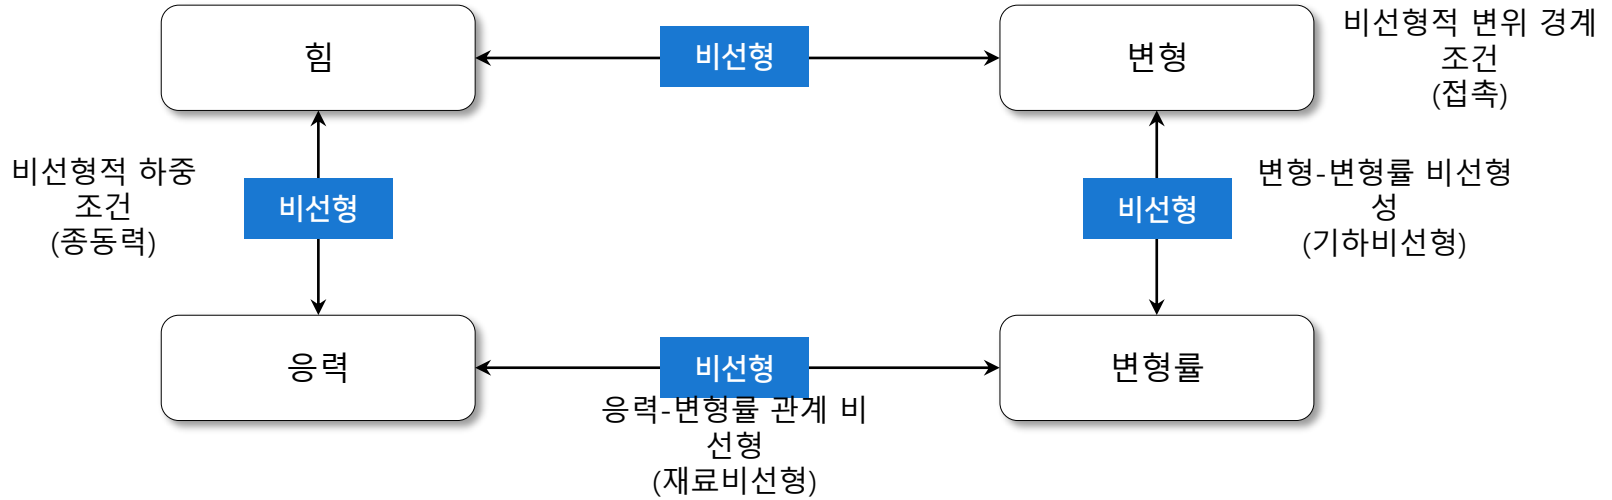 힘
비선형
변형
비선형적 변위 경계
조건
(접촉)
비선형적 하중
조건
(종동력)
비선형
비선형
변형-변형률 비선형
성
(기하비선형)
응력
비선형
변형률
응력-변형률 관계 비
선형
(재료비선형)